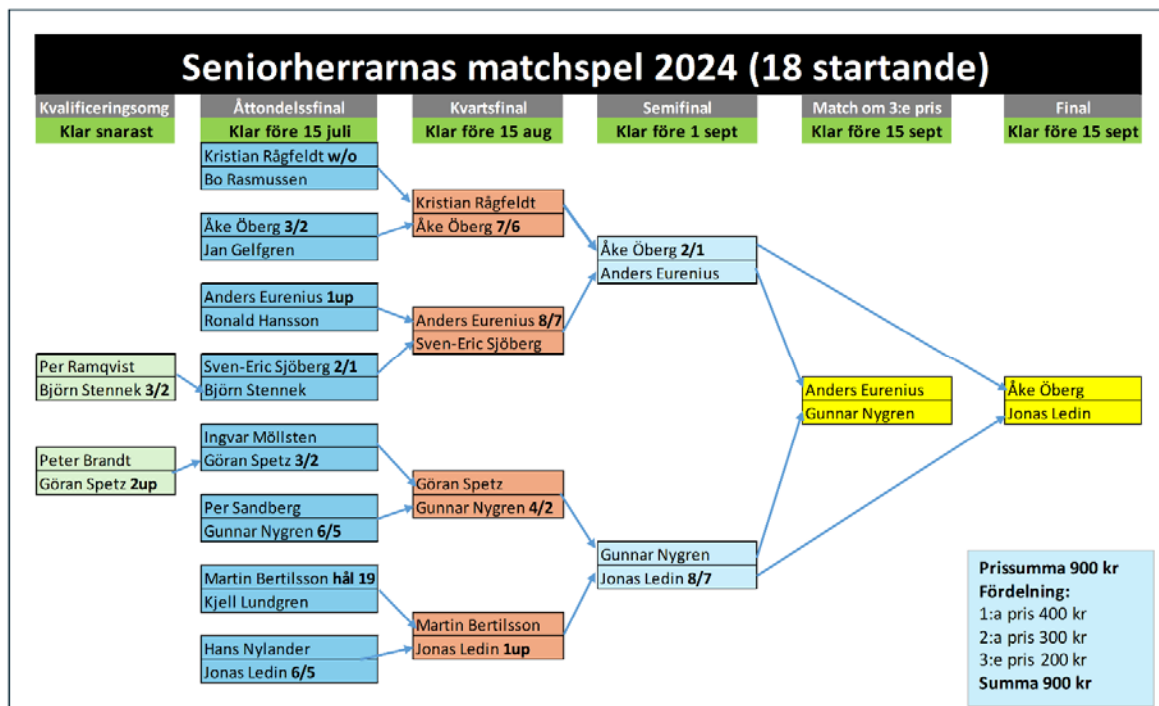 Seniorherrarnas matchspel 2024 (18 startande)
Kvalificeringsomg
Klar snarast
Per Ramqvist
Björn Stennek 3/2
Peter Brandt
Göran Spetz 2up
Åttondelssfinal
Klar före 15 juli
Kristian Rågfeldt w/o
Bo Rasmussen
Åke Öberg 3/2
Jan Gelfgren
Anders Eurenius 1up
Ronald Hansson
Sven-Eric Sjöberg 2/1
Björn Stennek
Ingvar Möllsten
Göran Spetz 3/2
Per Sandberg
Gunnar Nygren 6/5
Martin Bertilsson hål 19
Kjell Lundgren
Hans Nylander
Jonas Ledin 6/5
Kvartsfinal
Klar före 15 aug
Kristian Rågfeldt
Åke Öberg 7/6
Anders Eurenius 8/7
Sven-Eric Sjöberg
Göran Spetz
Gunnar Nygren 4/2
Martin Bertilsson
Jonas Ledin 1up
Semifinal
Klar före 1 sept
Åke Öberg 2/1
Anders Eurenius
Gunnar Nygren
Jonas Ledin 8/7
Match om 3:e pris
Klar före 15 sept
Anders Eurenius
Gunnar Nygren
Final
Klar före 15 sept
Åke Öberg
Jonas Ledin
Prissumma 900 kr
Fördelning:
1:a pris 400 kr
2:a pris 300 kr
3:e pris 200 kr
Summa 900 kr